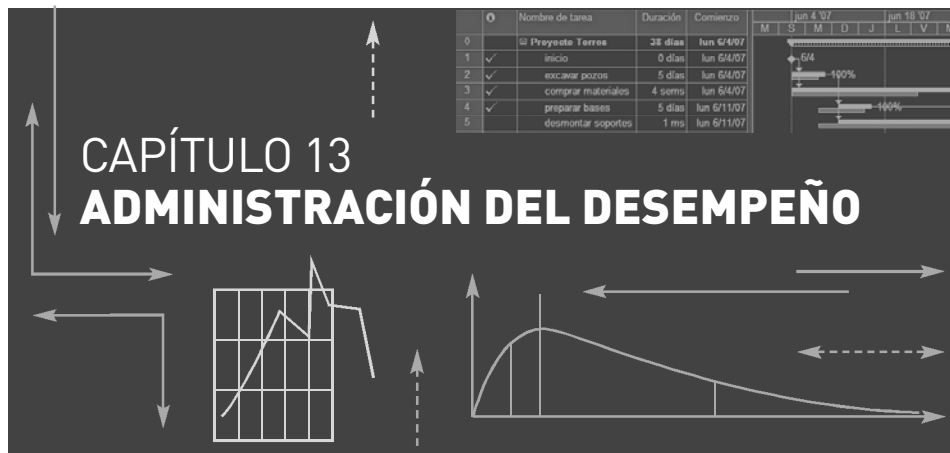 Nombre de tarea Duración Comienzo jun 4 '07 jun 18 '07
M S M D J L V
0 Proyecto Terros 38 días lun 6/4/07
1 inicio 0 días lun 6/4/07 6/4
2 excavar pozos 5 días lun 6/4/07 100%
3 comprar materiales 4 sems lun 6/4/07
4 preparar bases 5 días lun 6/11/07 100%
5 desmontar soportes 1 ms lun 6/11/07
CAPÍTULO 13
ADMINISTRACIÓN DEL DESEMPEÑO